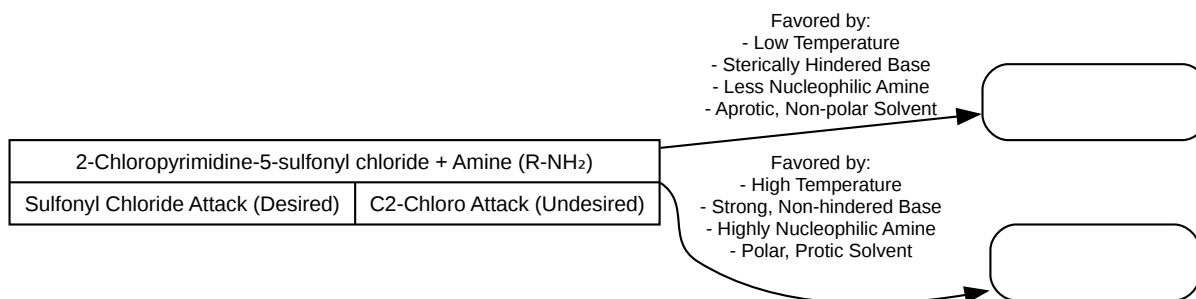 Favored by:
- Low Temperature
- Sterically Hindered Base
- Less Nucleophilic Amine
- Aprotic, Non-polar Solvent
2-Chloropyrimidine-5-sulfonyl chloride + Amine (R-NH₂)
Sulfonyl Chloride Attack (Desired)
C2-Chloro Attack (Undesired)
Favored by:
- High Temperature
- Strong, Non-hindered Base
- Highly Nucleophilic Amine
- Polar, Protic Solvent